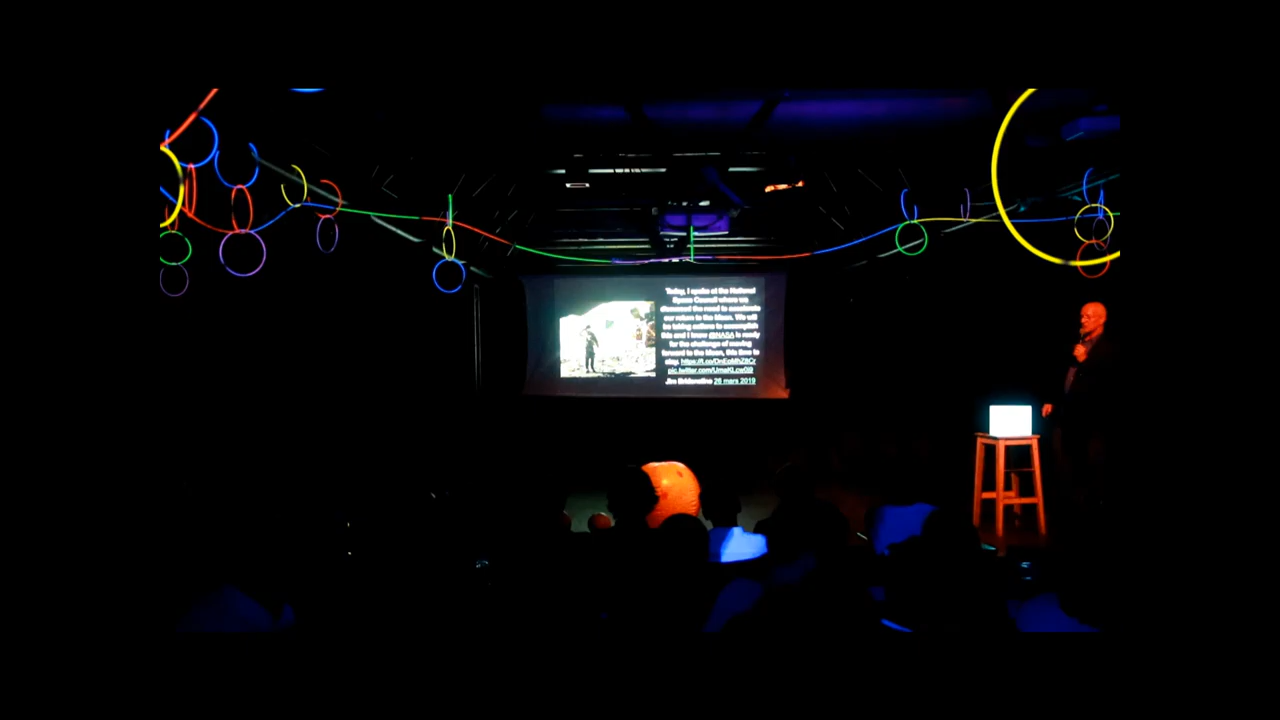 Today, I spoke at the National
Space Council where we
discussed the need to accelerate
our return to the Moon. We will
be taking actions to accomplish
this and I know @NASA is ready
for the challenge of moving
forward to the Moon, this time to
stay.
Jim Bridenstine 26 mars 2019